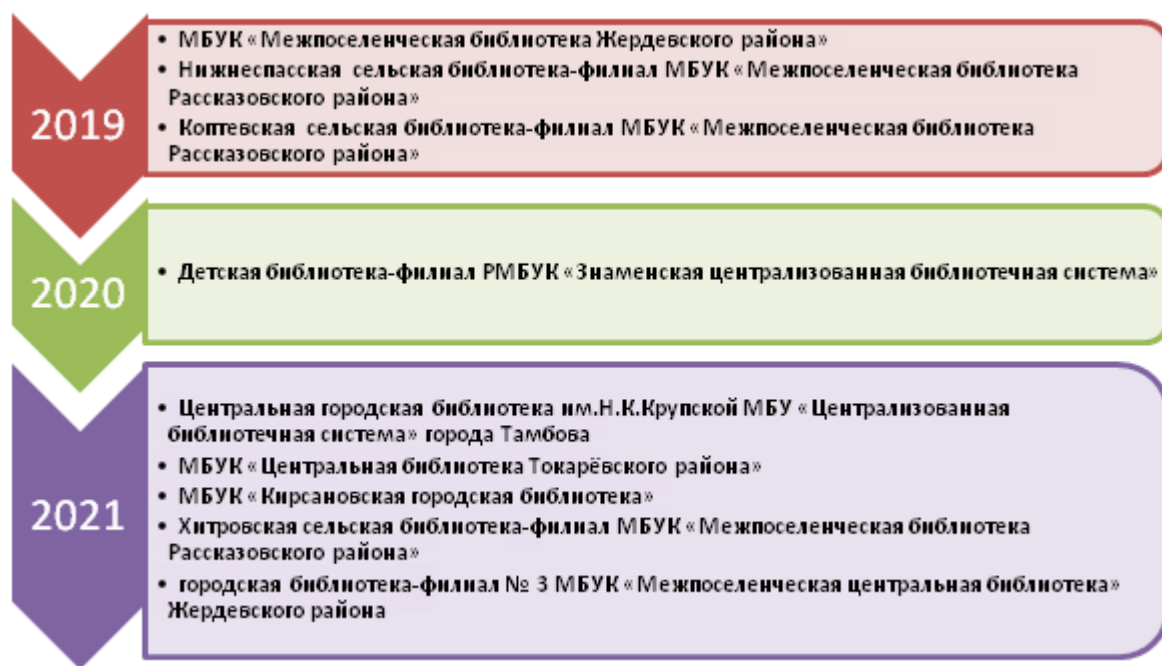 2019
• МБУК «Межпоселенческая библиотека Жердевского района»
• Нижнеспасская сельская библиотека-филиал МБУК «Межпоселенческая библиотека
Рассказовского района»
• Коптевская сельская библиотека-филиал МБУК «Межпоселенческая библиотека
Рассказовского района»
2020
• Детская библиотека-филиал РМБУК «Знаменская централизованная библиотечная система»
2021
• Центральная городская библиотека им.Н.К.Крупской МБУ «Централизованная
библиотечная система» города Тамбова
• МБУК «Центральная библиотека Токарёвского района»
• МБУК «Кирсановская городская библиотека»
• Хитровская сельская библиотека-филиал МБУК «Межпоселенческая библиотека
Рассказовского района»
• городская библиотека-филиал № 3 МБУК «Межпоселенческая центральная библиотека»
Жердевского района